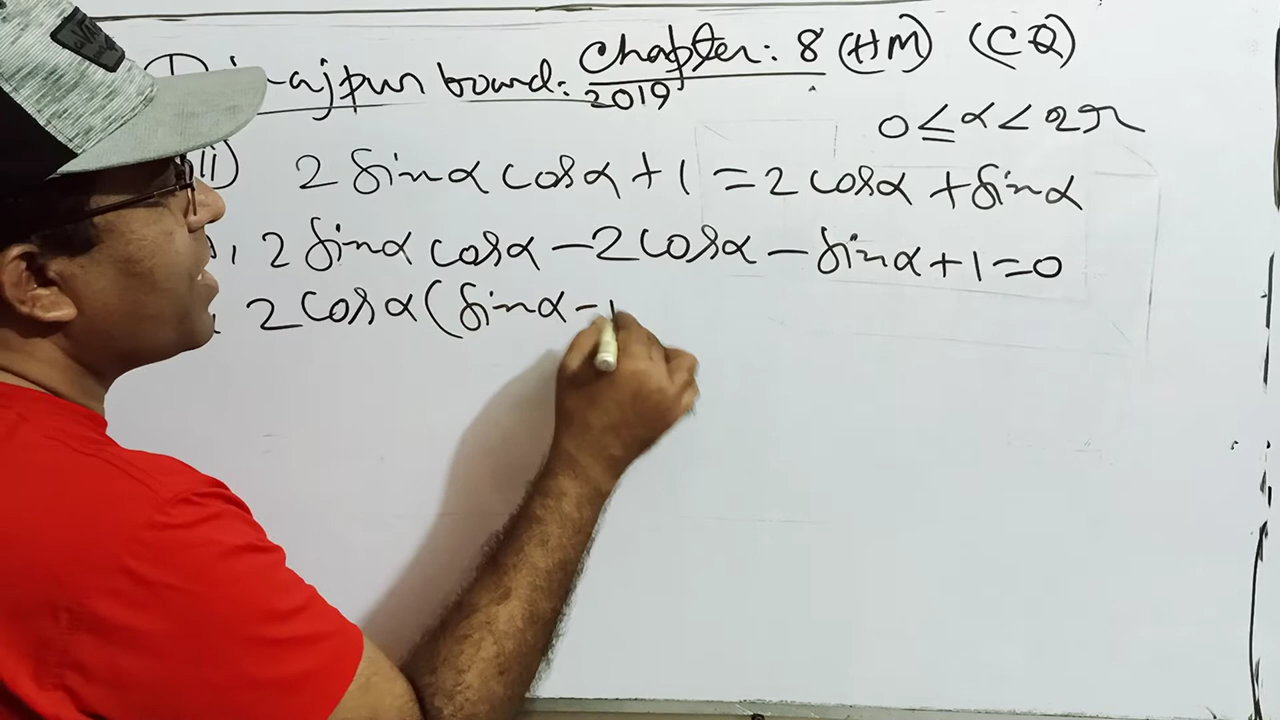 Chapter: 8 (HM) (CQ)
board: 2019
0 ≤ α < 2π
ii) 2 sinα cosα + 1 = 2 cosα + sinα
, 2 sinα cosα - 2 cosα - sinα + 1 = 0
2 cosα ( sinα - 1